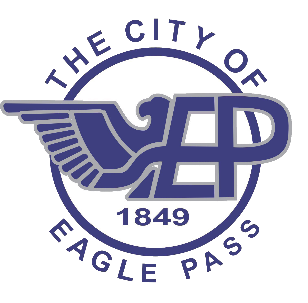 THE CITY OF
EP
1849
EAGLE PASS